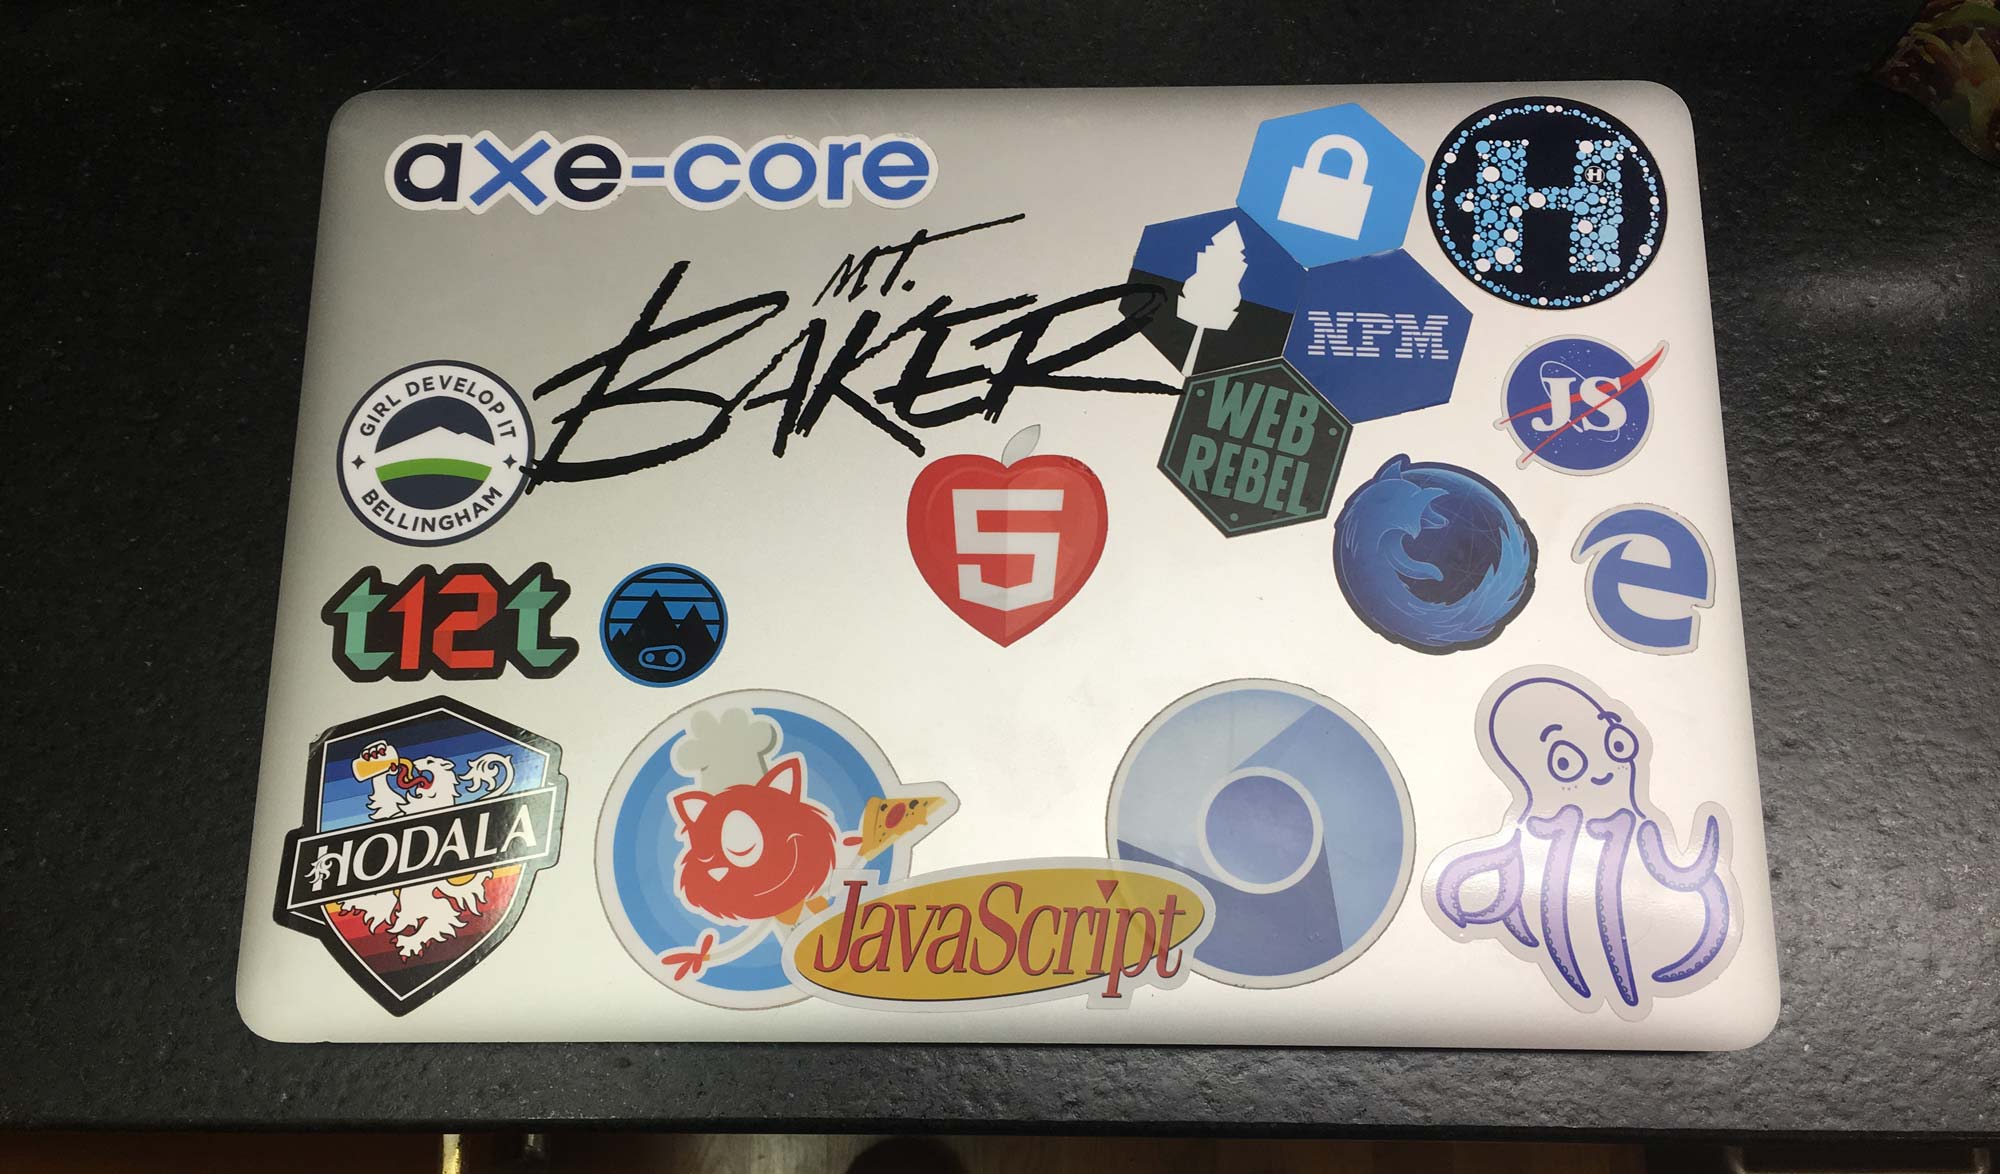 axe-core
MT.
BAKER
H
H
NPM
WEB
REBEL
JS
GIRL DEVELOP IT
BELLINGHAM
5
e
t12t
HODALA
JavaScript
a11y